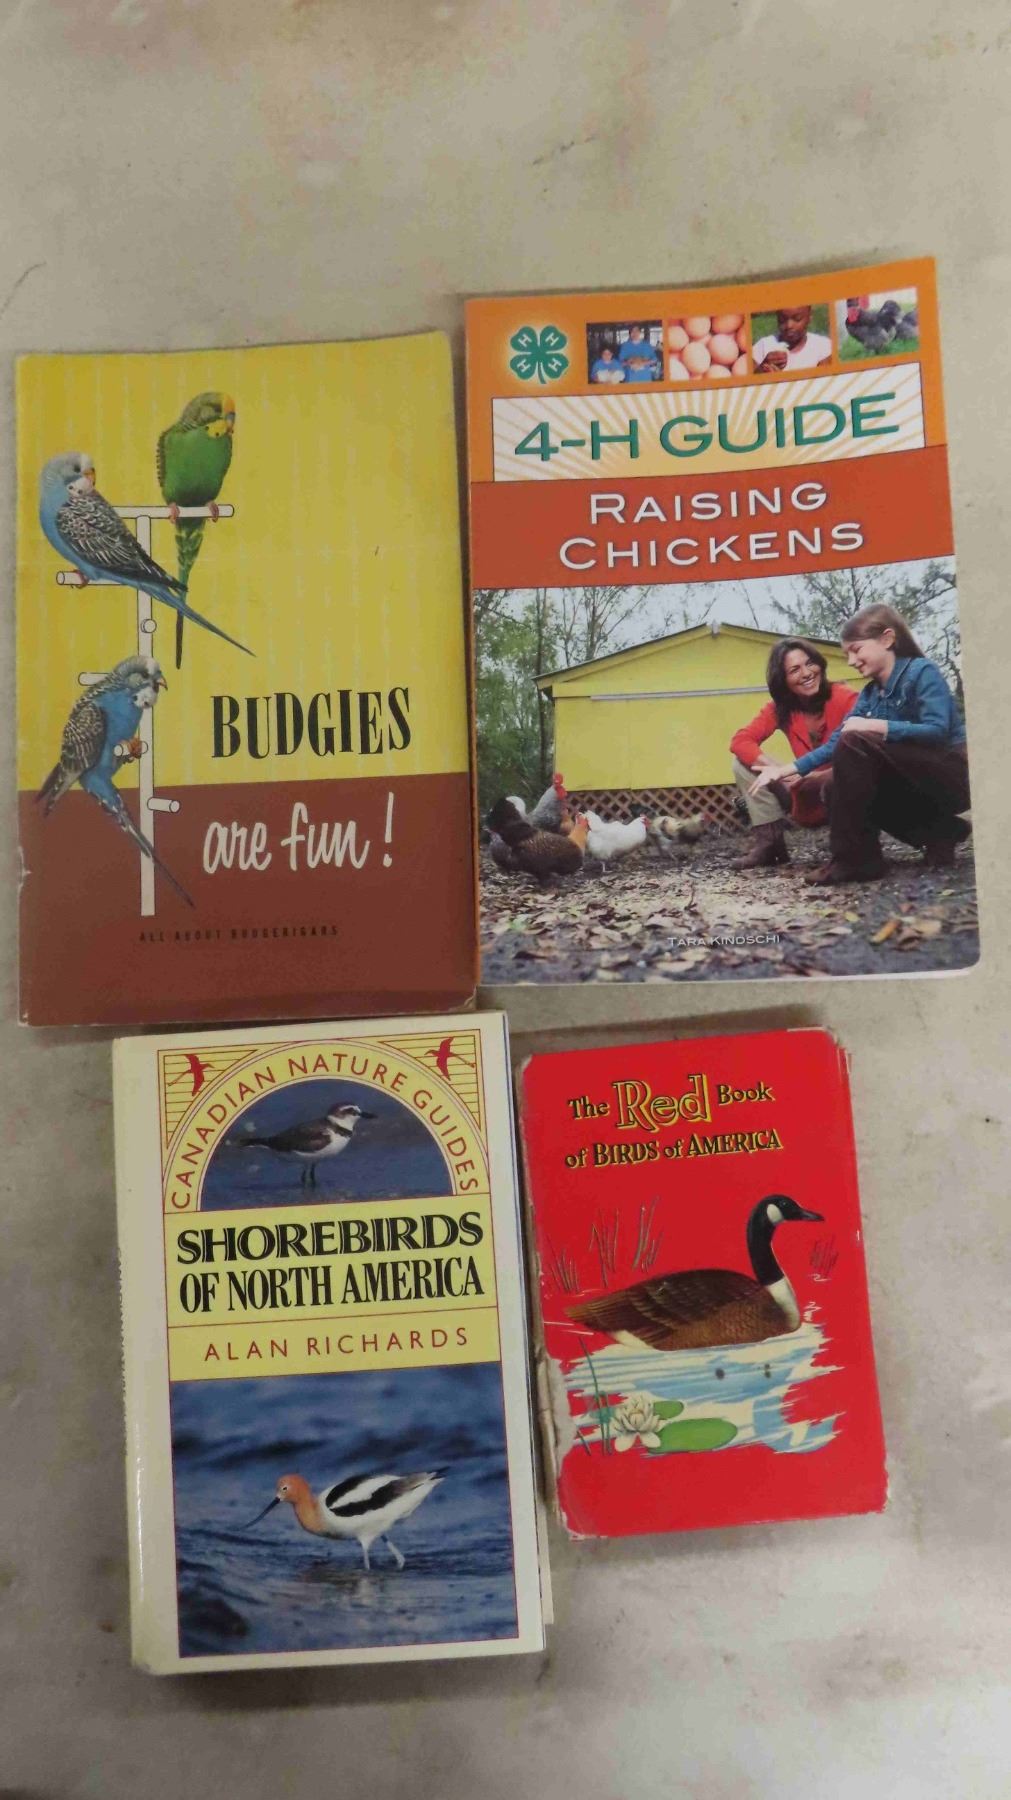 BUDGIES
are fun!
ALL ABOUT BUDGERIGARS
H H
H H
4-H GUIDE
RAISING
CHICKENS
TARA KINDSCHI
CANADIAN NATURE GUIDES
SHOREBIRDS
OF NORTH AMERICA
ALAN RICHARDS
The Red Book
of BIRDS of AMERICA